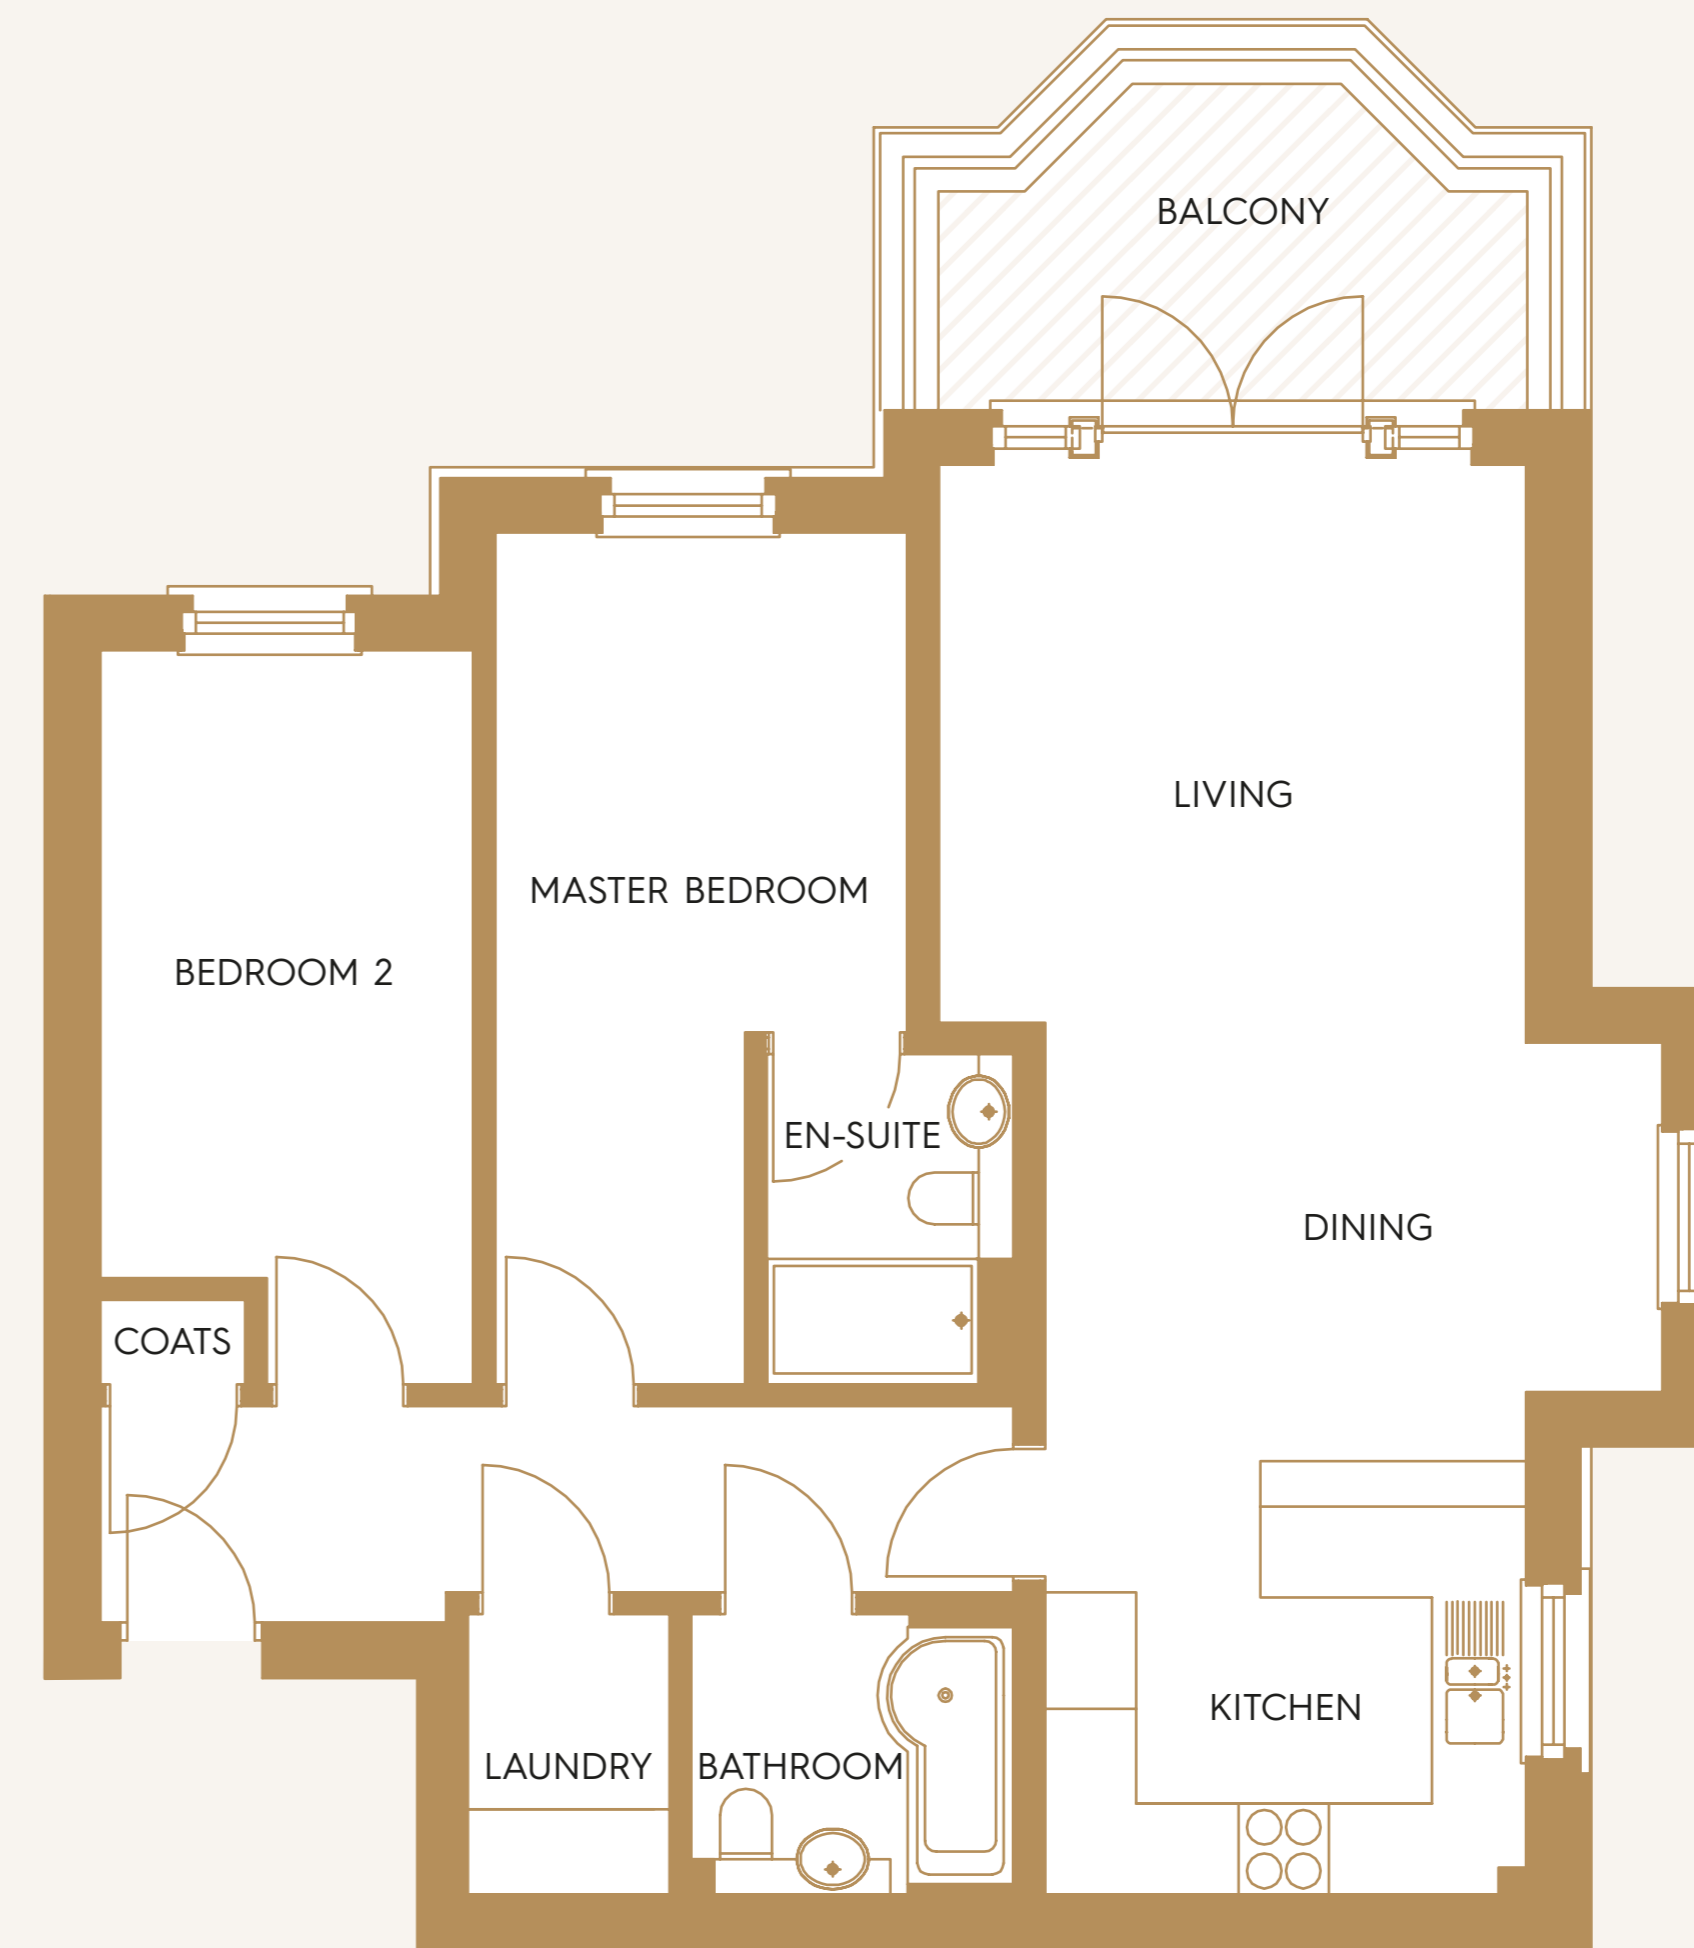 BALCONY
LIVING
MASTER BEDROOM
BEDROOM 2
EN-SUITE
DINING
COATS
KITCHEN
LAUNDRY
BATHROOM